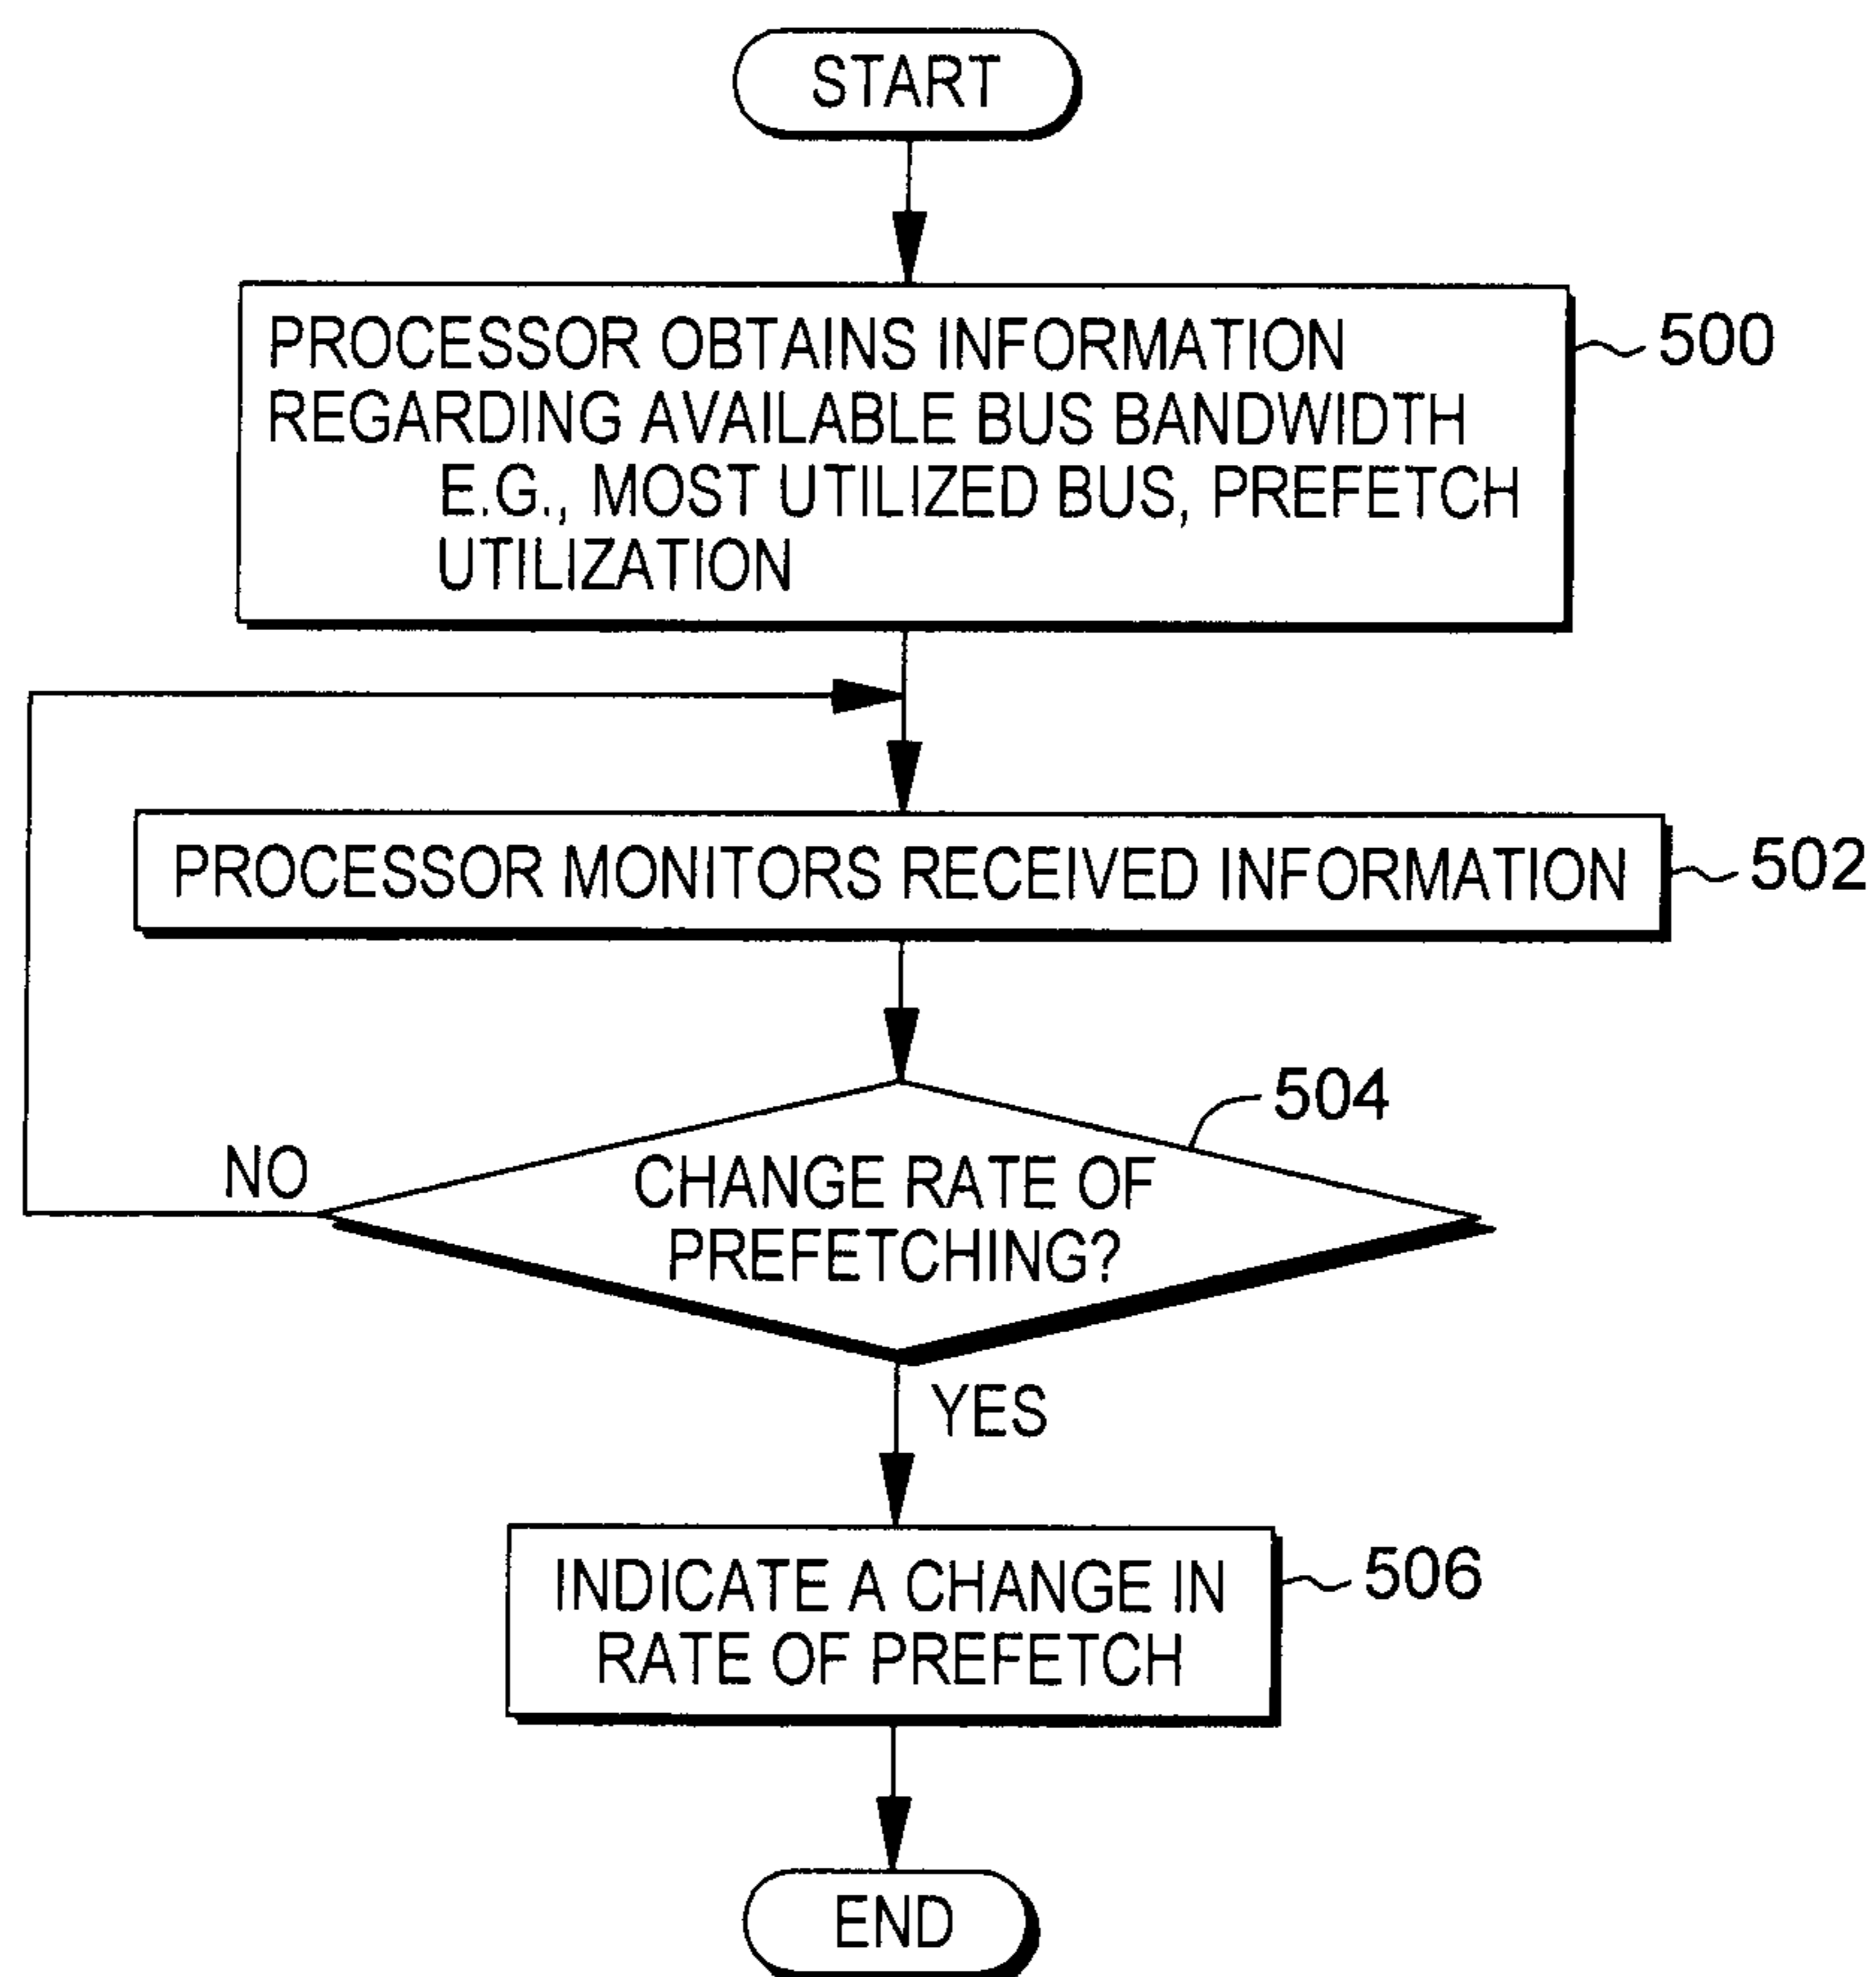 START
PROCESSOR OBTAINS INFORMATION
REGARDING AVAILABLE BUS BANDWIDTH
E.G., MOST UTILIZED BUS, PREFETCH
UTILIZATION
500
PROCESSOR MONITORS RECEIVED INFORMATION
502
504
CHANGE RATE OF
PREFETCHING?
NO
YES
INDICATE A CHANGE IN
RATE OF PREFETCH
506
END